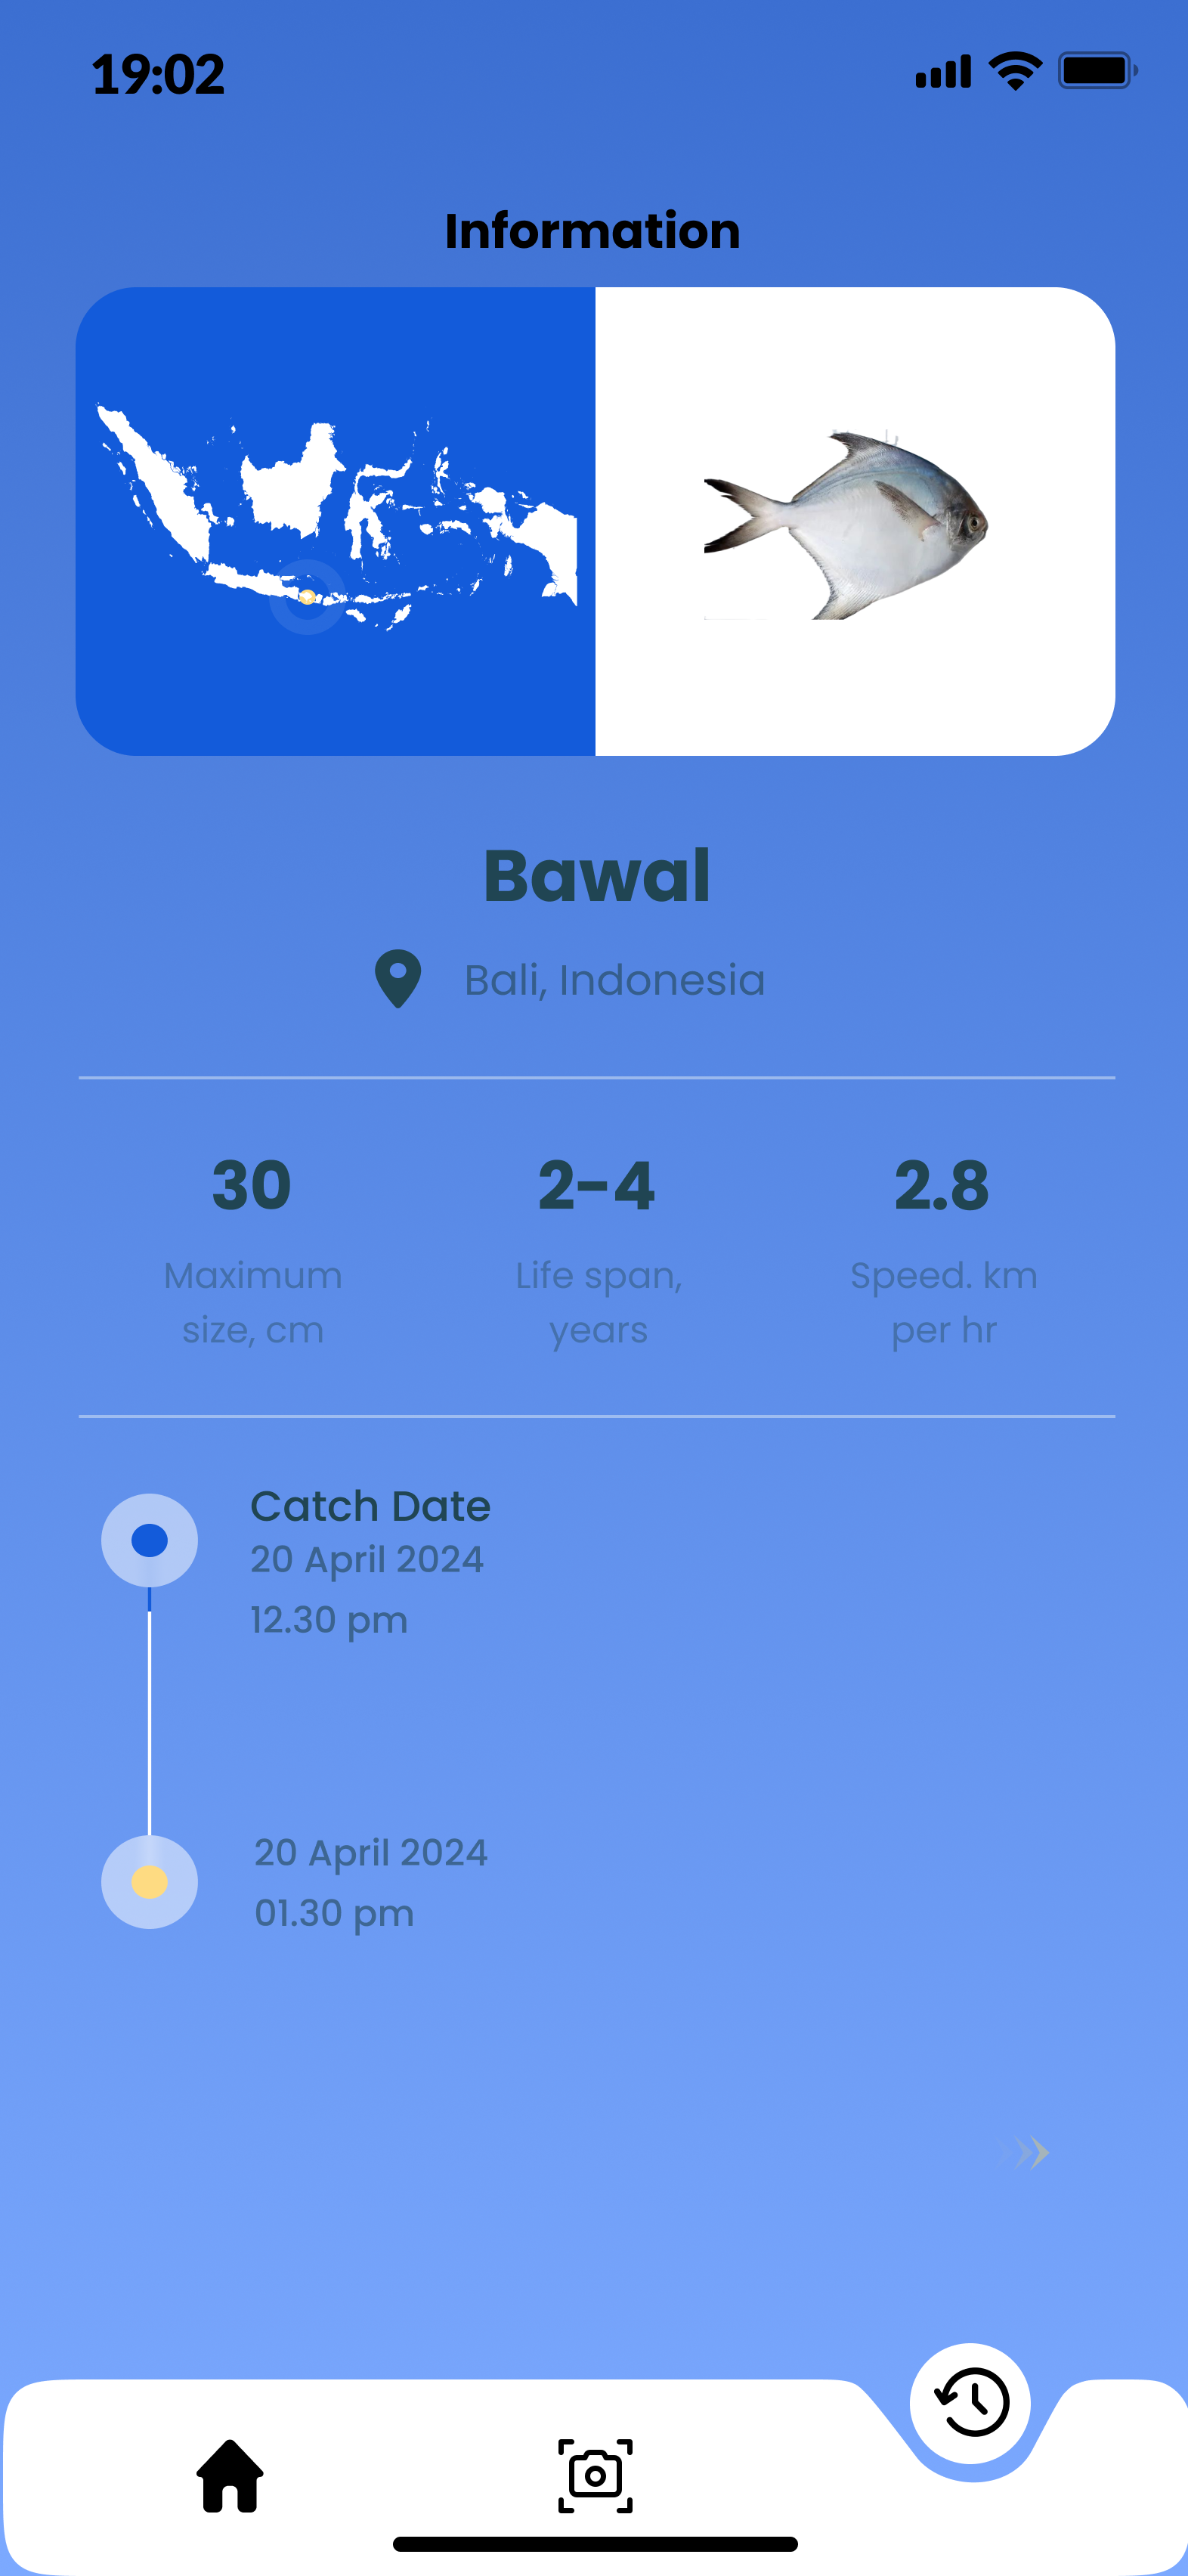 19:02
Information
Bawal
Bali, Indonesia
30
Maximum
size, cm
2-4
Life span,
years
2.8
Speed. km
per hr
Catch Date
20 April 2024
12.30 pm
20 April 2024
01.30 pm